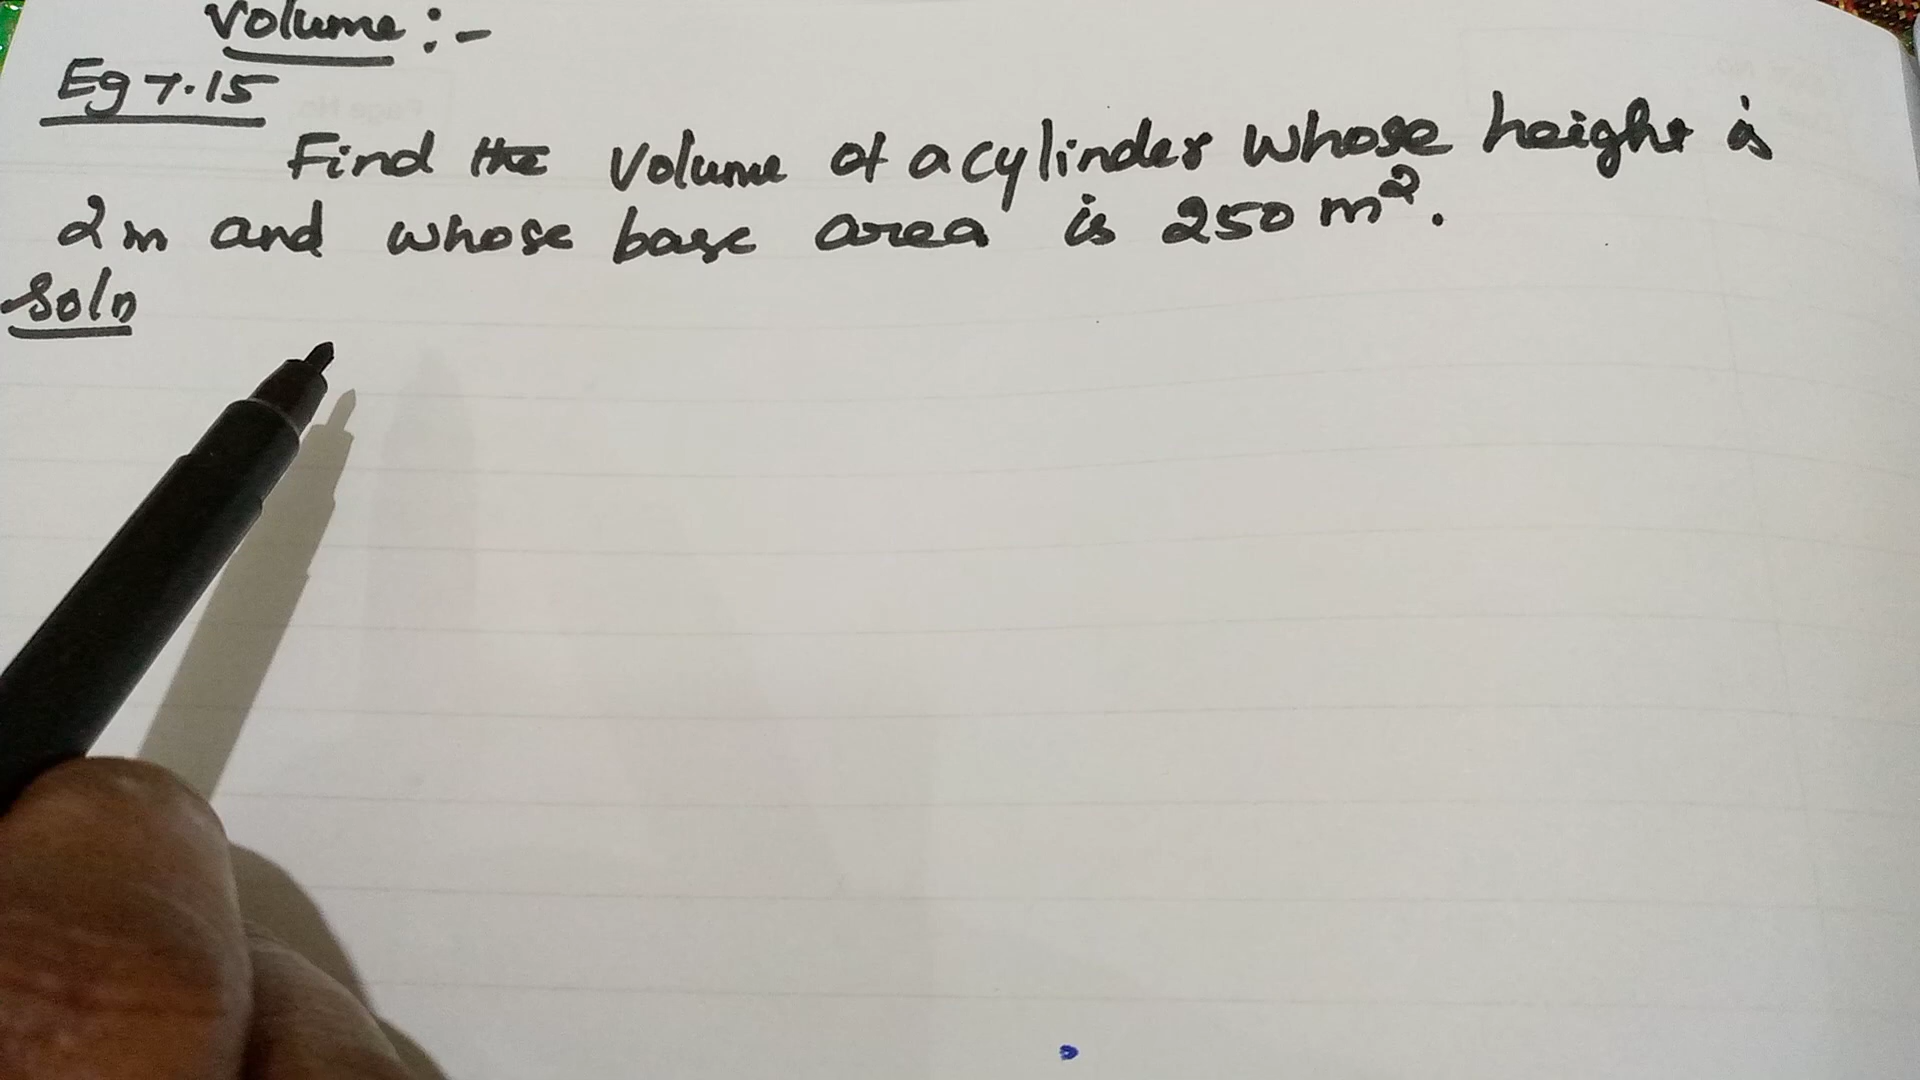 Volume :-
Eg 7.15
Find the volume of a cylinder whose height is
2m and whose base area is 250 m².
Soln